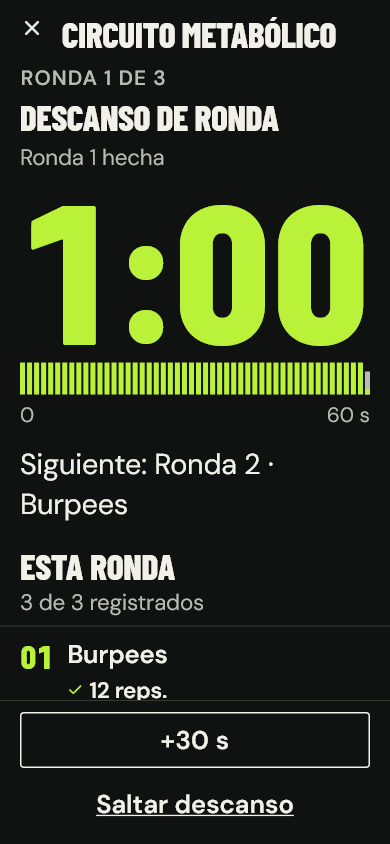 CIRCUITO METABÓLICO
RONDA 1 DE 3
DESCANSO DE RONDA
Ronda 1 hecha
1:00
0 60 s
Siguiente: Ronda 2 ·
Burpees
ESTA RONDA
3 de 3 registrados
01 Burpees
✓ 12 reps.
+30 s
Saltar descanso